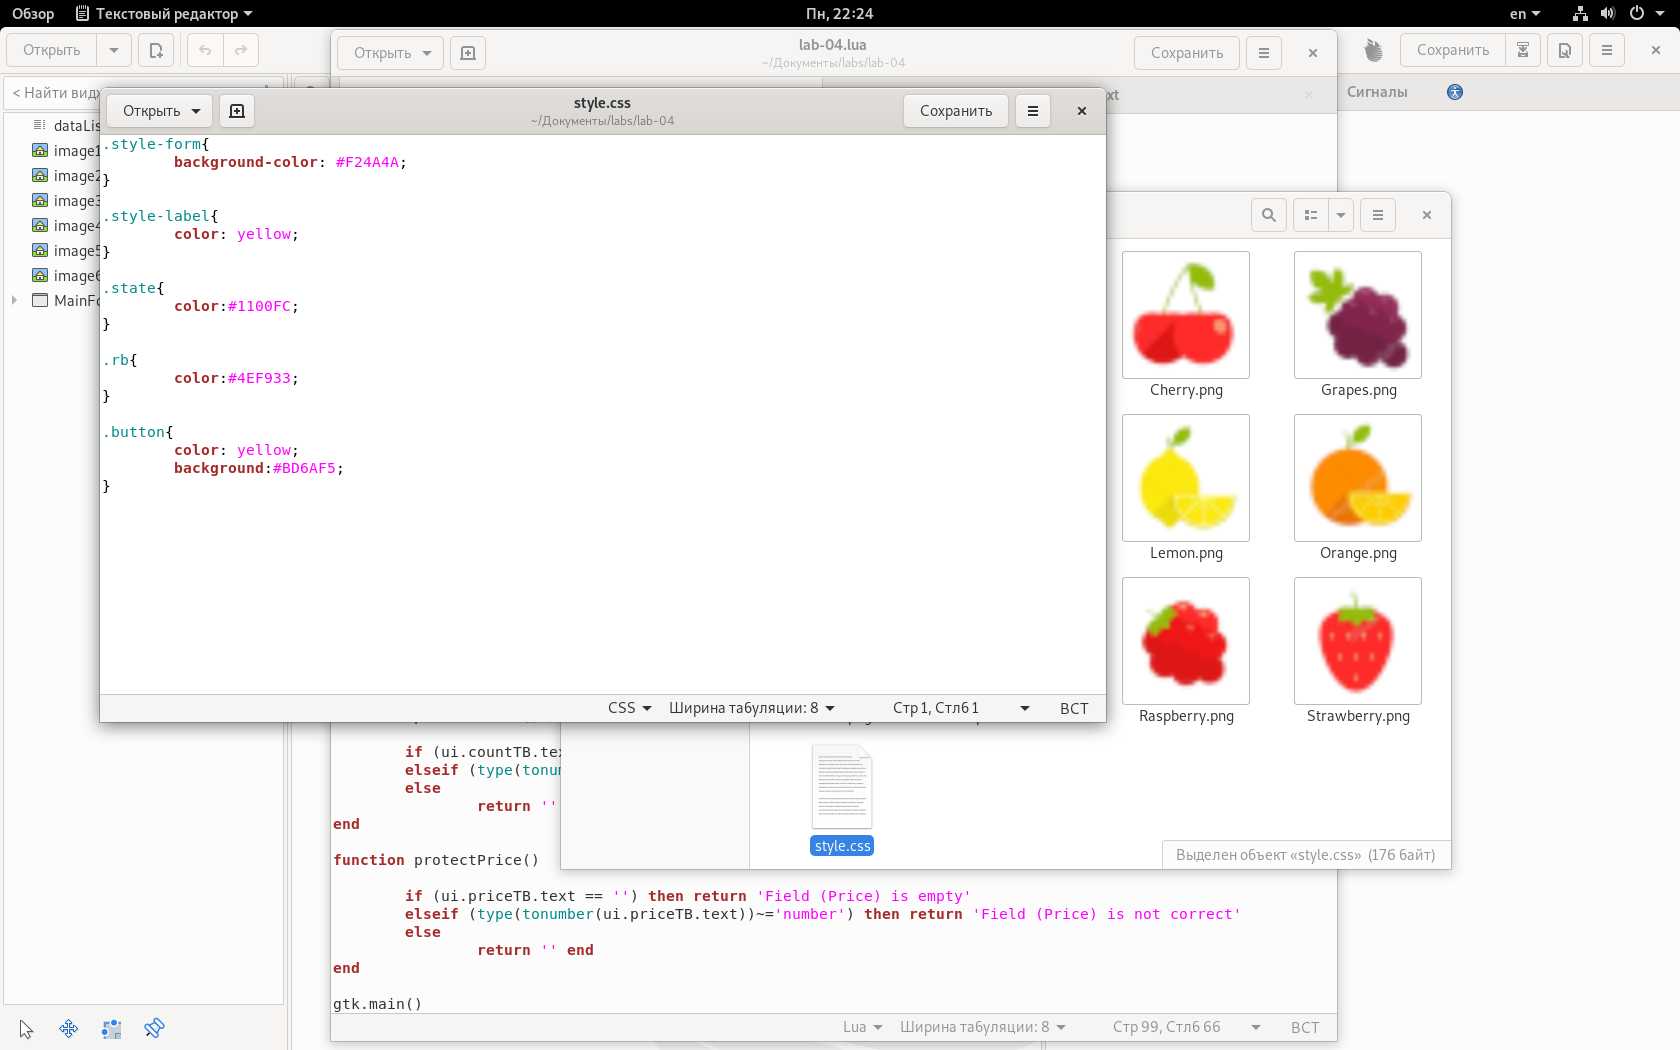 Обзор
Текстовый редактор
Пн, 22:24
en
Открыть
Открыть
lab-04.lua
~/Документы/labs/lab-04
Сохранить
Сохранить
< Найти
Сигналы
Открыть
style.css
~/Документы/labs/lab-04
Сохранить
.style-form{
background-color: #F24A4A;
}
.style-label{
color: yellow;
}
.state{
color:#1100FC;
}
.rb{
color:#4EF933;
}
.button{
color: yellow;
background:#BD6AF5;
}
CSS
Ширина табуляции: 8
Стр 1, Стлб 1
ВСТ
image1
image2
image3
image4
image5
image6
Cherry.png
Grapes.png
Lemon.png
Orange.png
Raspberry.png
Strawberry.png
style.css
Выделен объект «style.css» (176 байт)
if (ui.countTB.
elseif (type(
else
return ''
end
function protectPrice()
if (ui.priceTB.text == '') then return 'Field (Price) is empty'
elseif (type(tonumber(ui.priceTB.text))~='number') then return 'Field (Price) is not correct'
else
return '' end
end
gtk.main()
Lua
Ширина табуляции: 8
Стр 99, Стлб 66
ВСТ